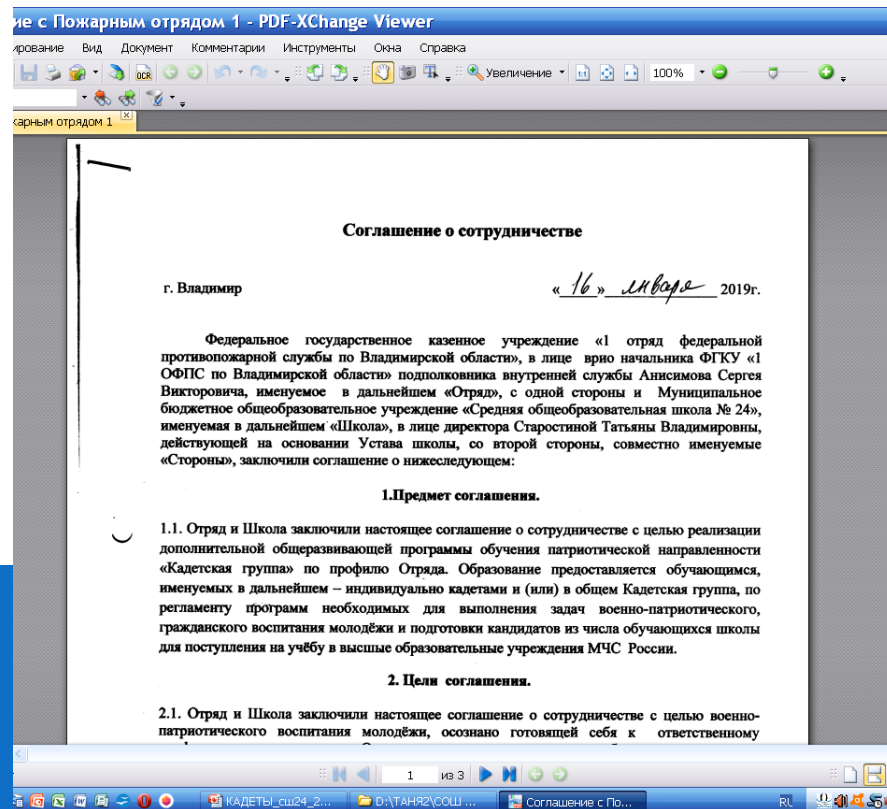 ие с Пожарным отрядом 1 - PDF-XChange Viewer
ирование Вид Документ Комментарии Инструменты Окна Справка
OCR Увеличение 100%
карным отрядом 1
Соглашение о сотрудничестве
г. Владимир « 16 » января 2019г.
Федеральное государственное казенное учреждение «1 отряд федеральной
противопожарной службы по Владимирской области», в лице врио начальника ФГКУ «1
ОФПС по Владимирской области» подполковника внутренней службы Анисимова Сергея
Викторовича, именуемое в дальнейшем «Отряд», с одной стороны и Муниципальное
бюджетное общеобразовательное учреждение «Средняя общеобразовательная школа № 24»,
именуемая в дальнейшем «Школа», в лице директора Старостиной Татьяны Владимировны,
действующей на основании Устава школы, со второй стороны, совместно именуемые
«Стороны», заключили соглашение о нижеследующем:
1.Предмет соглашения.
1.1. Отряд и Школа заключили настоящее соглашение о сотрудничестве с целью реализации
дополнительной общеразвивающей программы обучения патриотической направленности
«Кадетская группа» по профилю Отряда. Образование предоставляется обучающимся,
именуемых в дальнейшем – индивидуально кадетами и (или) в общем Кадетская группа, по
регламенту программ необходимых для выполнения задач военно-патриотического,
гражданского воспитания молодёжи и подготовки кандидатов из числа обучающихся школы
для поступления на учёбу в высшие образовательные учреждения МЧС России.
2. Цели соглашения.
2.1. Отряд и Школа заключили настоящее соглашение о сотрудничестве с целью военно-
патриотического воспитания молодёжи, осознано готовящей себя к ответственному
1 из 3
КАДЕТЫ_сш24_2... D:\ТАНЯ2\СОШ ... Соглашение с По... RL